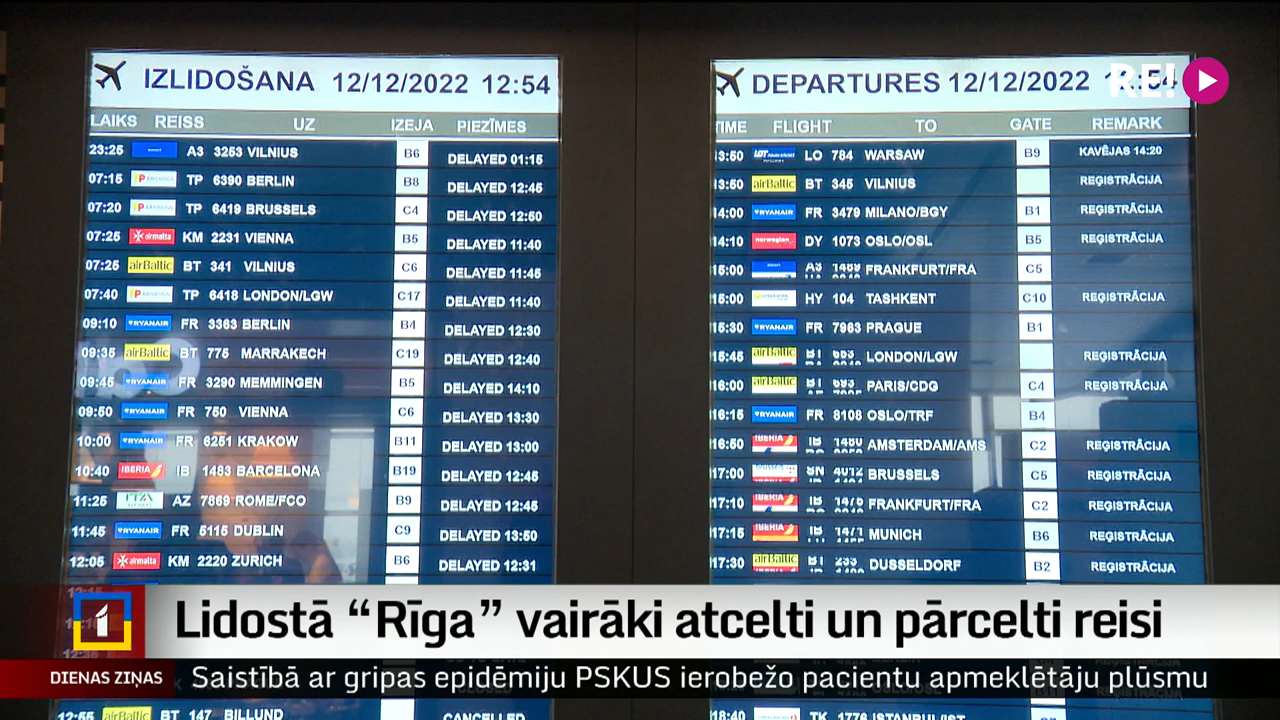 IZLIDOŠANA 12/12/2022 12:54
LAIKS REISS UZ IZEJA PIEZĪMES
23:25 A3 3253 VILNIUS B6 DELAYED 01:15
07:15 TP 6390 BERLIN B8 DELAYED 12:45
07:20 TP 6419 BRUSSELS C4 DELAYED 12:50
07:25 airmalta KM 2231 VIENNA B5 DELAYED 11:40
07:25 airBaltic BT 341 VILNIUS C6 DELAYED 11:45
07:40 TP 6418 LONDON/LGW C17 DELAYED 11:40
09:10 RYANAIR FR 3363 BERLIN B4 DELAYED 12:30
09:35 airBaltic BT 775 MARRAKECH C19 DELAYED 12:40
09:45 RYANAIR FR 3290 MEMMINGEN B5 DELAYED 14:10
09:50 RYANAIR FR 750 VIENNA C6 DELAYED 13:30
10:00 RYANAIR FR 6251 KRAKOW B11 DELAYED 13:00
10:40 IBERIA IB 1483 BARCELONA B19 DELAYED 12:45
11:25 AZ 7869 ROME/FCO B9 DELAYED 12:45
11:45 RYANAIR FR 5115 DUBLIN C9 DELAYED 13:50
12:05 airmalta KM 2220 ZURICH B6 DELAYED 12:31
12:55 airBaltic BT 147 BILLUND CANCELLED
DEPARTURES 12/12/2022 12:54
TIME FLIGHT TO GATE REMARK
13:50 LOT LO 784 WARSAW B9 KAVĒJAS 14:20
13:50 airBaltic BT 345 VILNIUS REĢISTRĀCIJA
14:00 RYANAIR FR 3479 MILANO/BGY B1 REĢISTRĀCIJA
14:10 norwegian DY 1073 OSLO/OSL B5 REĢISTRĀCIJA
15:00 FRANKFURT/FRA C5
15:00 HY 104 TASHKENT C10 REĢISTRĀCIJA
15:30 RYANAIR FR 7963 PRAGUE B1
15:45 airBaltic LONDON/LGW REĢISTRĀCIJA
16:00 airBaltic PARIS/CDG C4 REĢISTRĀCIJA
16:15 RYANAIR FR 8108 OSLO/TRF B4
16:50 IBERIA AMSTERDAM/AMS C2 REĢISTRĀCIJA
17:00 BRUSSELS C5 REĢISTRĀCIJA
17:10 IBERIA FRANKFURT/FRA C2 REĢISTRĀCIJA
17:15 IBERIA MUNICH B6 REĢISTRĀCIJA
17:30 airBaltic DUSSELDORF B2 REĢISTRĀCIJA
18:40 TK 1776 ISTANBUL/IST
RE!
1
Lidostā “Rīga” vairāki atcelti un pārcelti reisi
DIENAS ZIŅAS Saistībā ar gripas epidēmiju PSKUS ierobežo pacientu apmeklētāju plūsmu